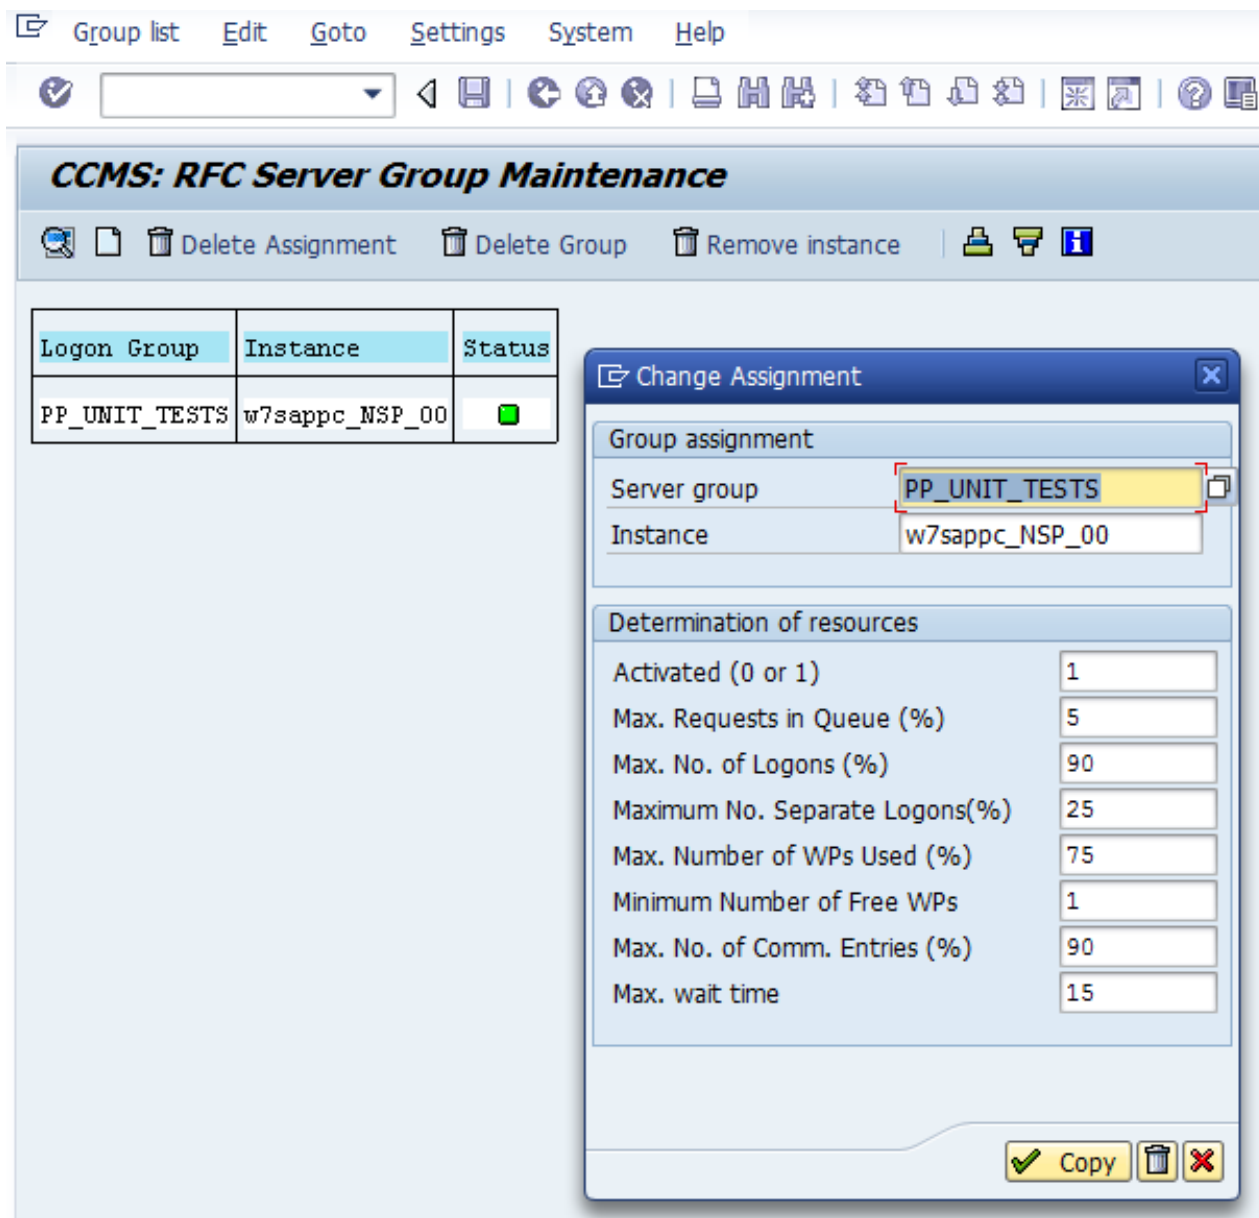 Group list Edit Goto Settings System Help
CCMS: RFC Server Group Maintenance
Delete Assignment Delete Group Remove instance
Logon Group Instance Status
PP_UNIT_TESTS w7sappc_NSP_00
Change Assignment
Group assignment
Server group PP_UNIT_TESTS
Instance w7sappc_NSP_00
Determination of resources
Activated (0 or 1) 1
Max. Requests in Queue (%) 5
Max. No. of Logons (%) 90
Maximum No. Separate Logons(%) 25
Max. Number of WPs Used (%) 75
Minimum Number of Free WPs 1
Max. No. of Comm. Entries (%) 90
Max. wait time 15
Copy